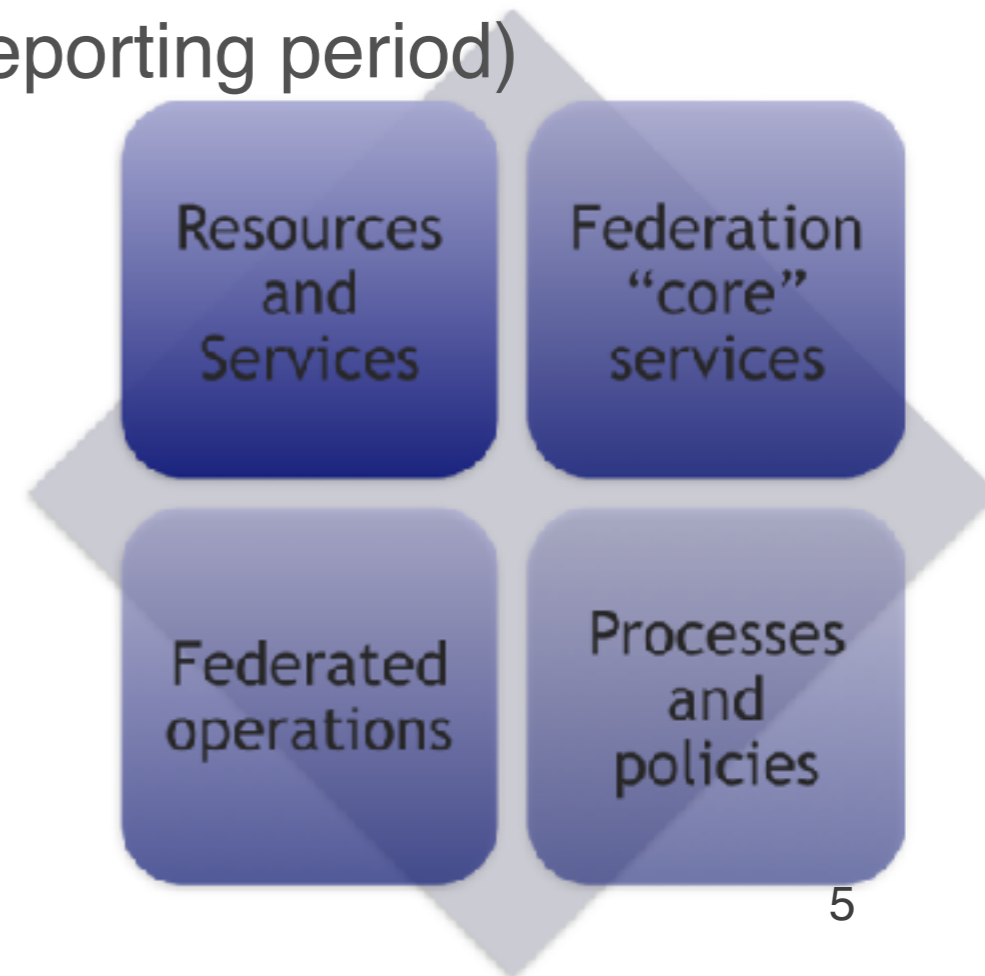 eporting period)
Resources
and
Services
Federation
“core”
services
Federated
operations
Processes
and
policies
5